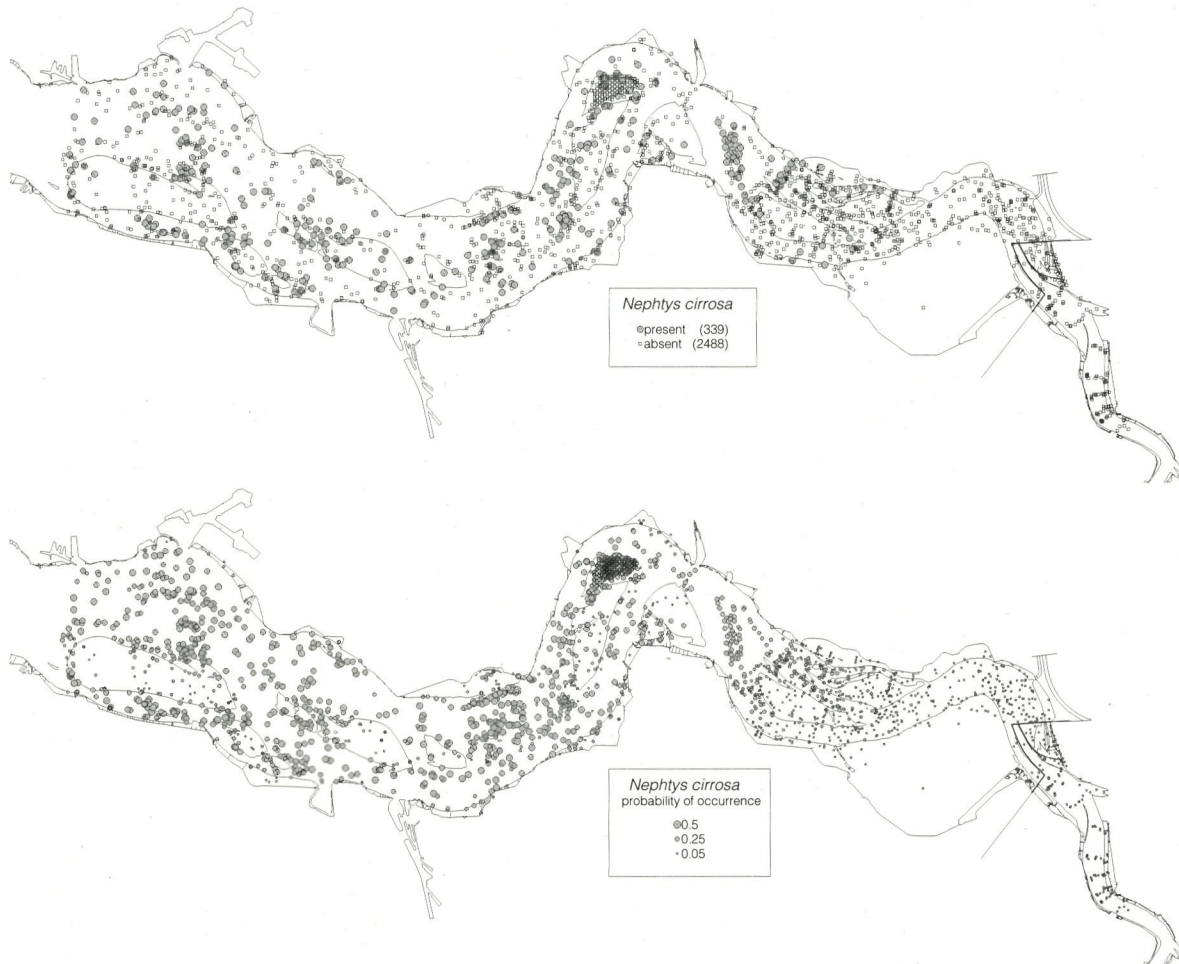 Nephtys cirrosa
present (339)
absent (2488)
Nephtys cirrosa
probability of occurrence
0.5
0.25
0.05